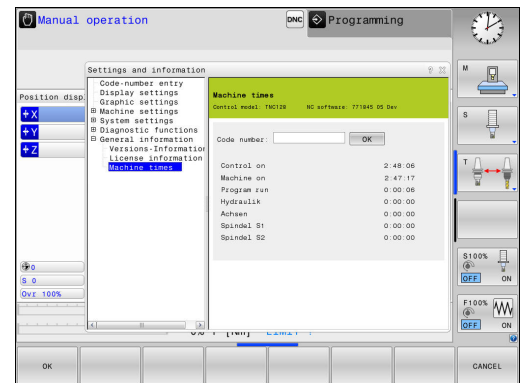 Manual operation
DNC
Programming
Settings and information
Position disp
+X
+Y
+Z
0
S 0
Ovr 100%
Code-number entry
Display settings
Graphic settings
Machine settings
System settings
Diagnostic functions
General information
Versions-Information
License information
Machine times
Machine times
Control model: TNC128 NC software: 771845 05 Dev
Code number: OK
Control on 2:48:06
Machine on 2:47:17
Program run 0:00:06
Hydraulik 0:00:00
Achsen 0:00:00
Spindel S1 0:00:00
Spindel S2 0:00:00
0% Y [Nm] LIMIT 1
M
S
T
S100%
OFF ON
F100%
OFF ON
OK
CANCEL